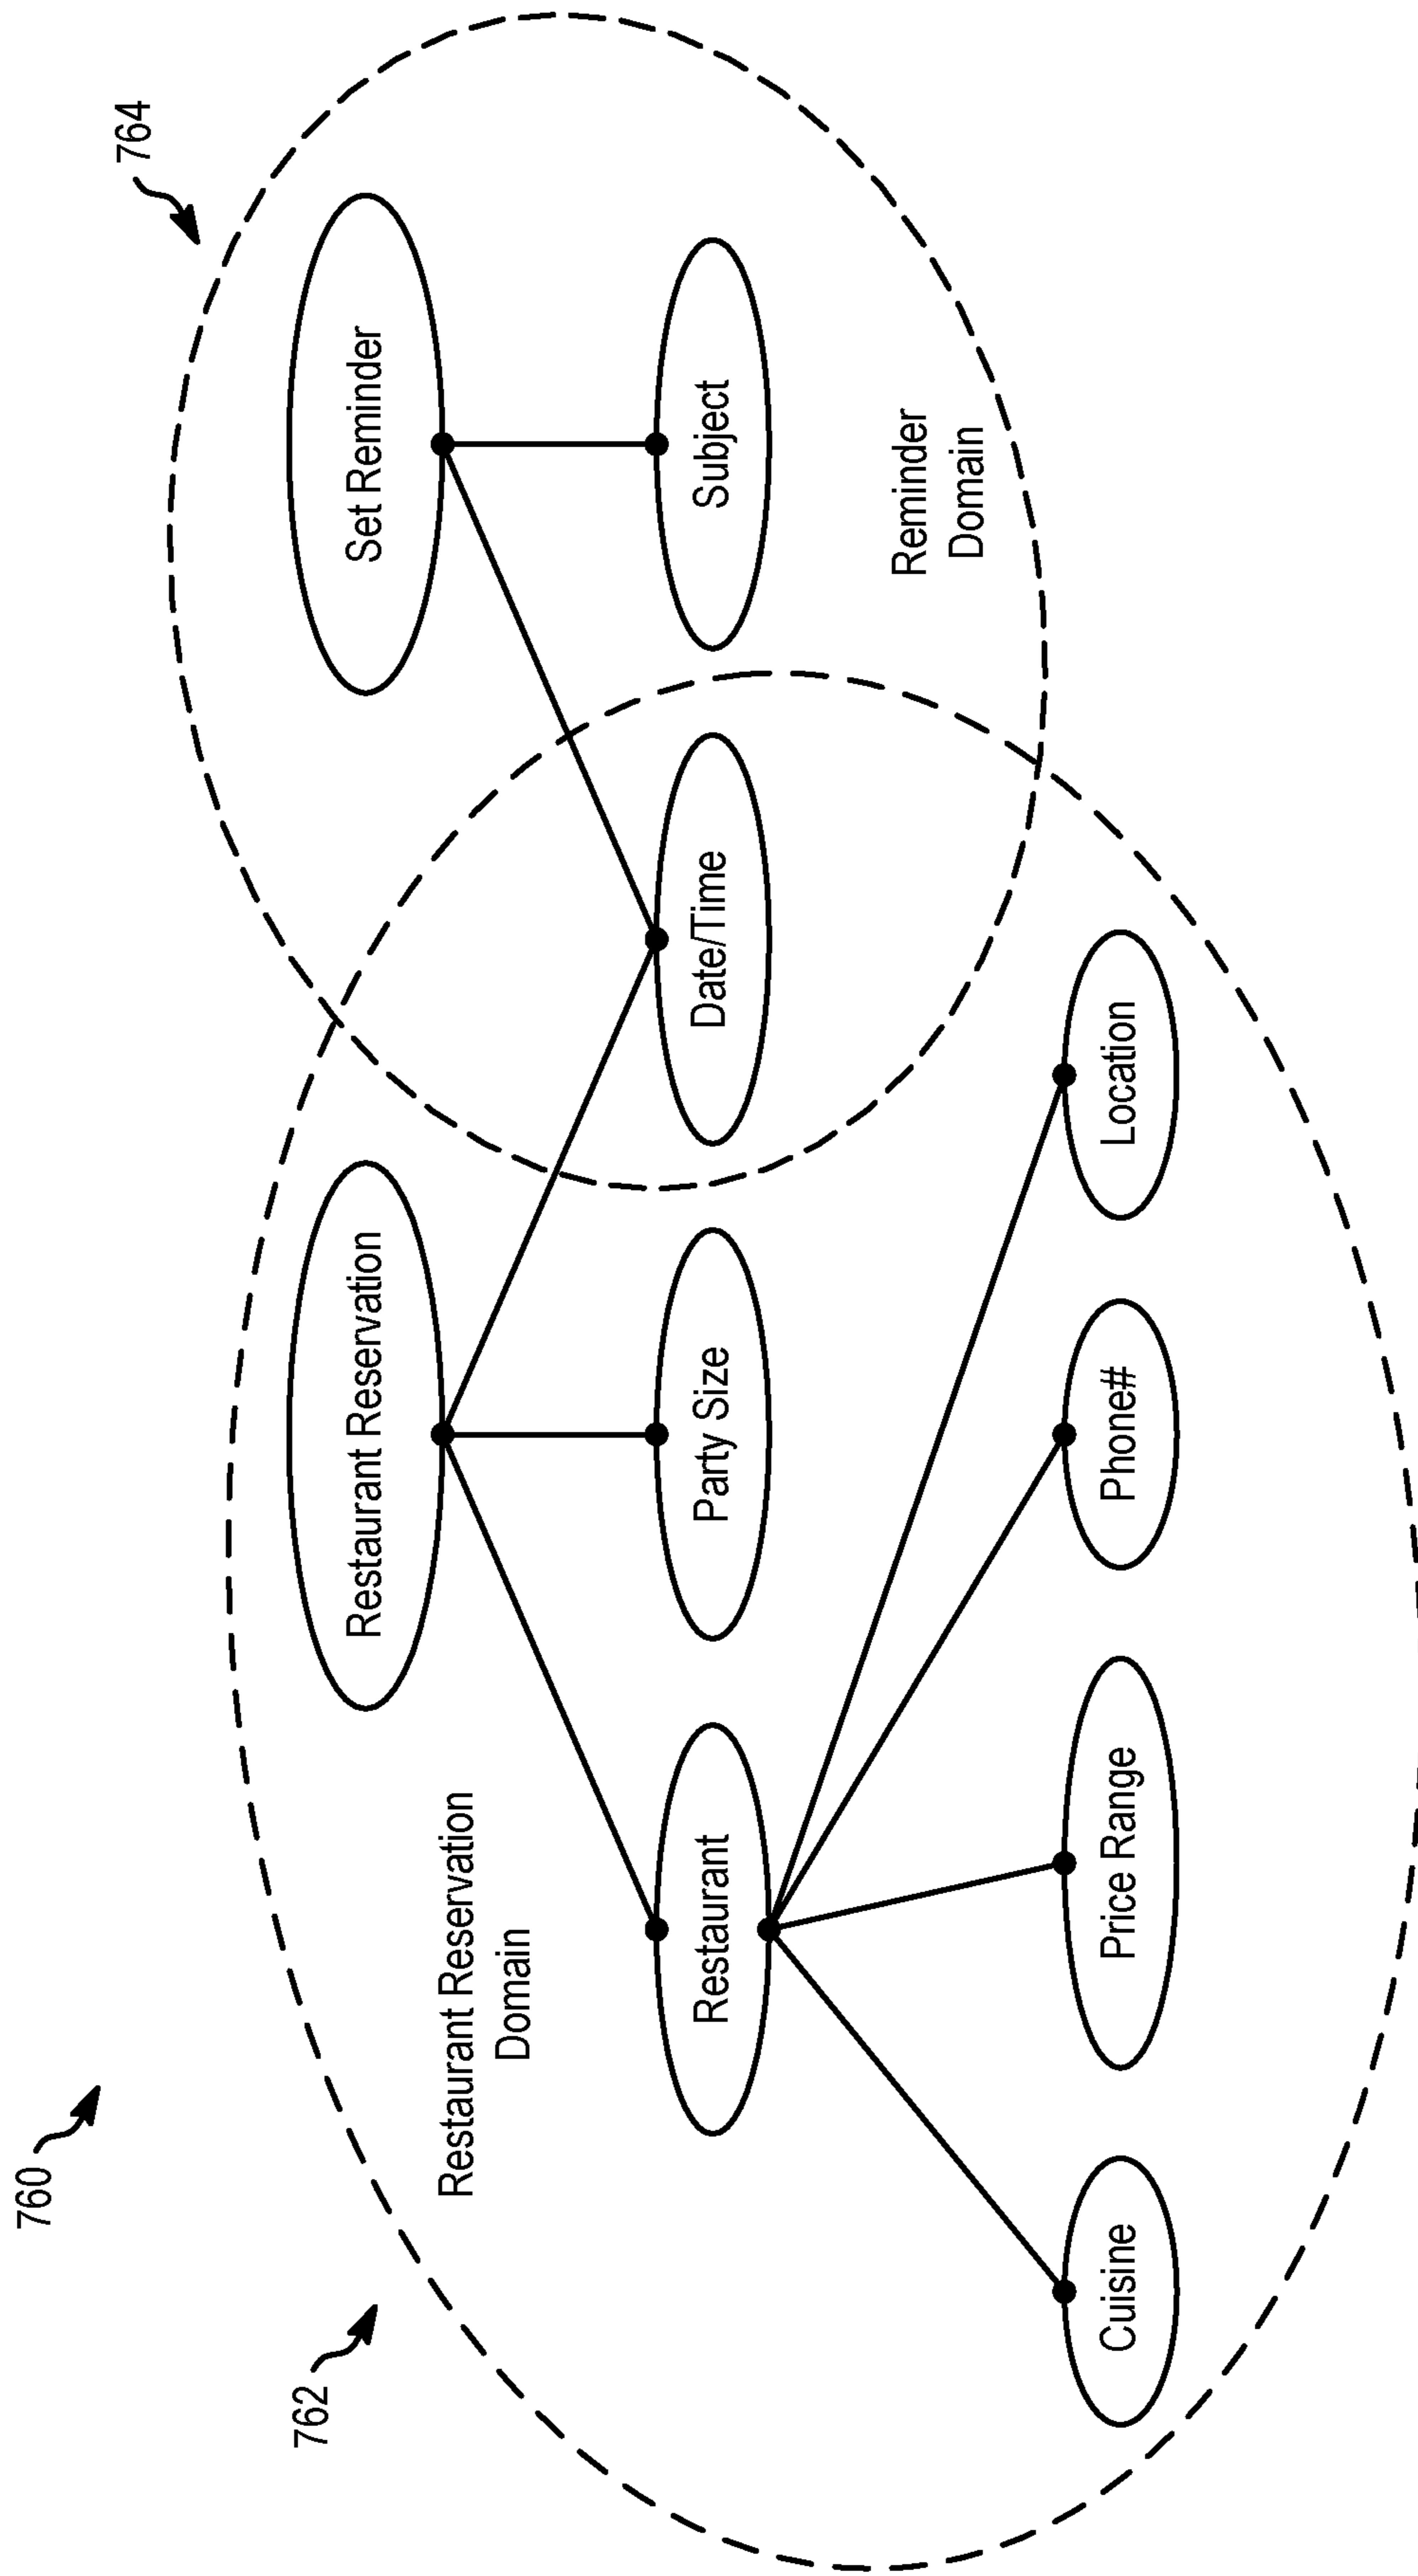 760
762
764
Restaurant Reservation
Set Reminder
Restaurant Reservation
Domain
Restaurant
Party Size
Date/Time
Subject
Reminder
Domain
Cuisine
Price Range
Phone#
Location